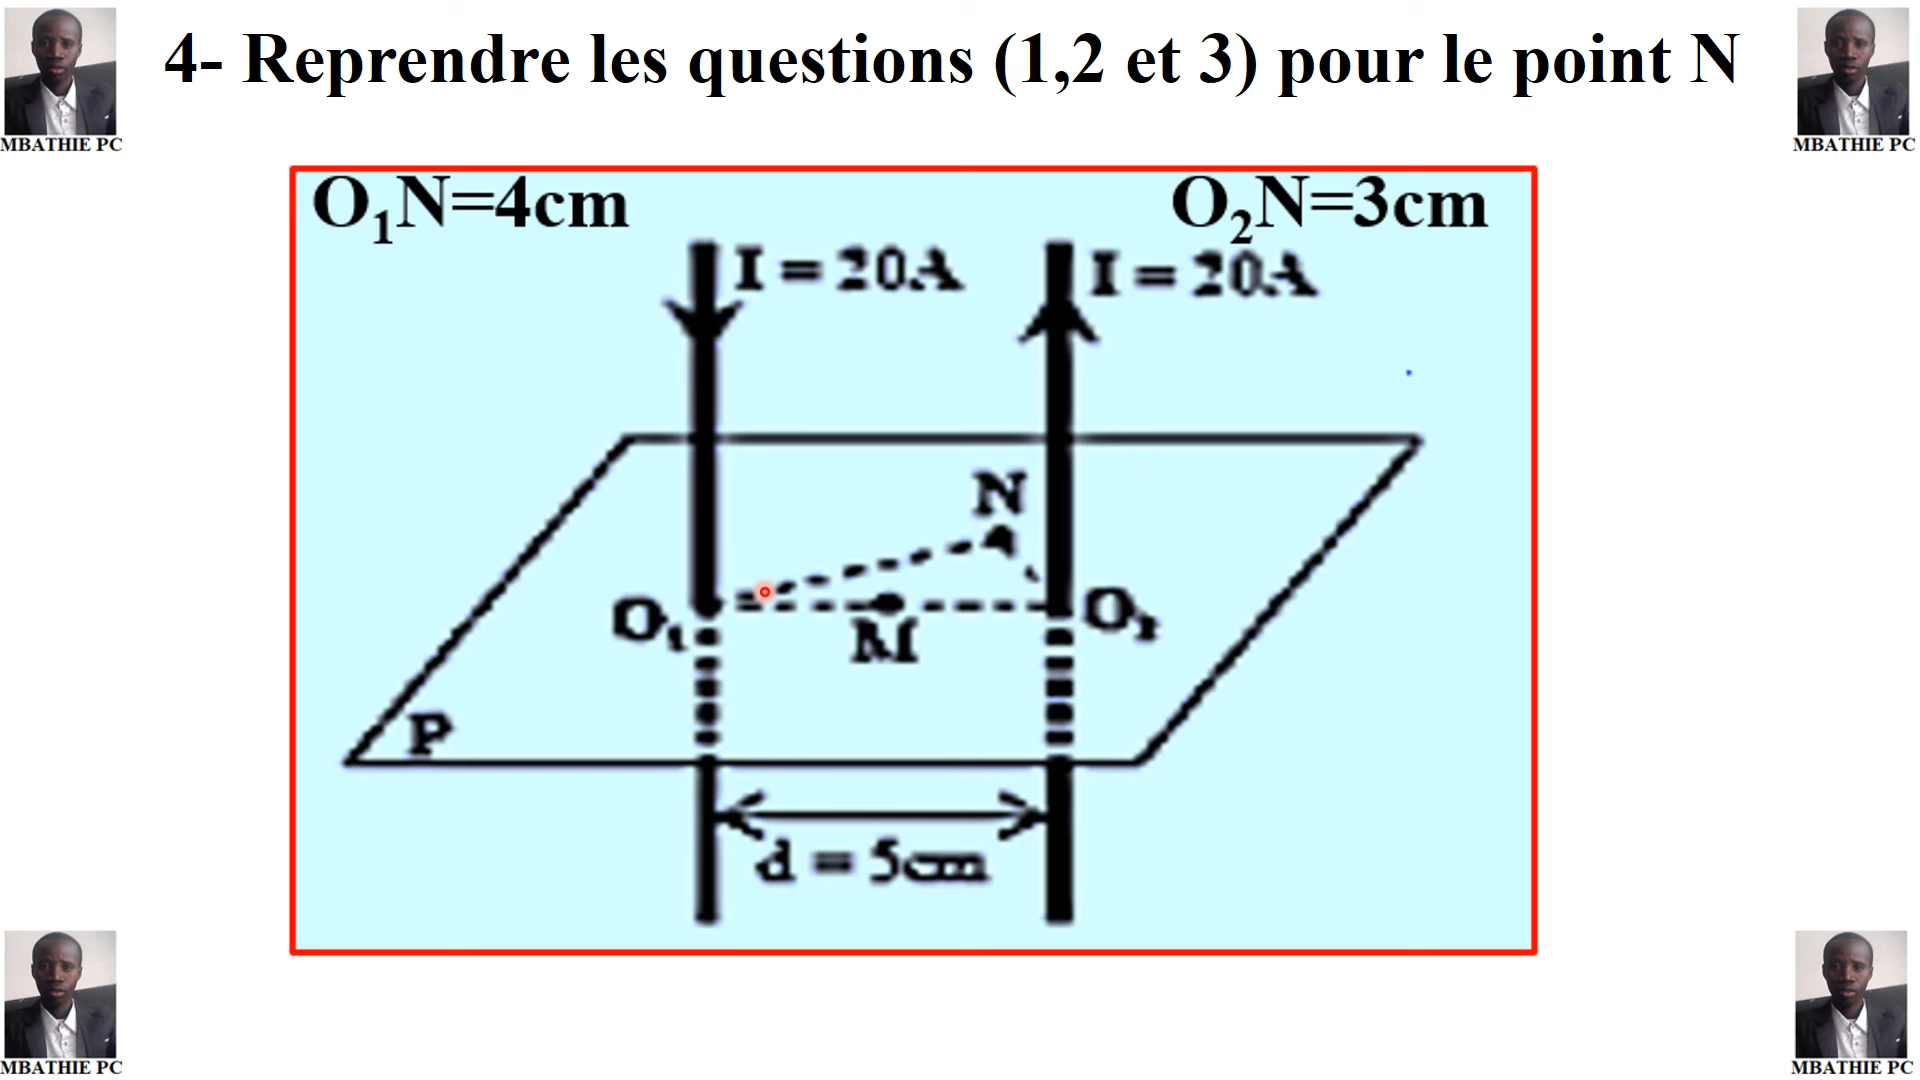 4- Reprendre les questions (1,2 et 3) pour le point N
MBATHIE PC
MBATHIE PC
O₁N=4cm
O₂N=3cm
I = 20A
I = 20A
N
O₁
M
O₂
P
d = 5cm
MBATHIE PC
MBATHIE PC